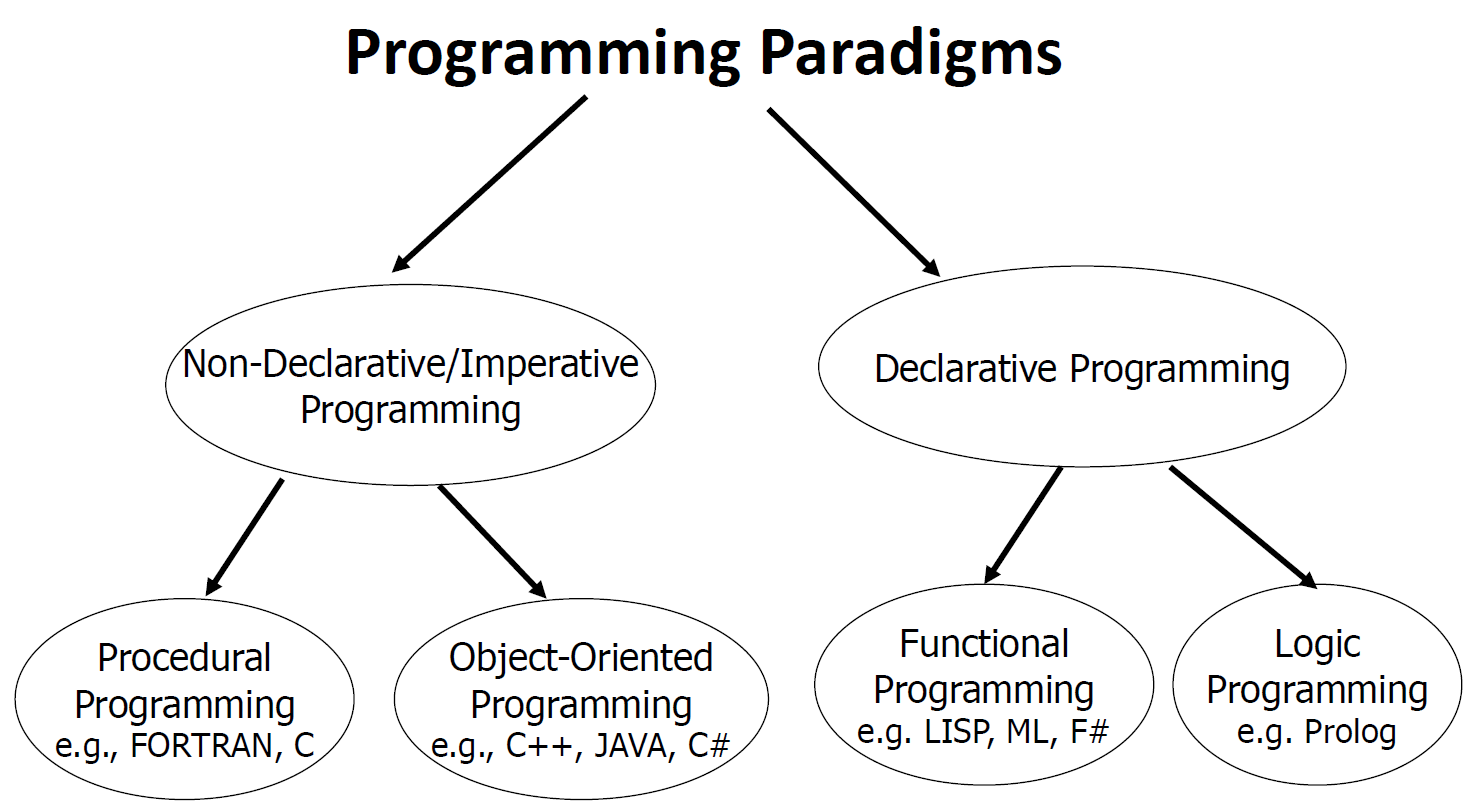 Programming Paradigms
Non-Declarative/Imperative
Programming
Declarative Programming
Procedural
Programming
e.g., FORTRAN, C
Object-Oriented
Programming
e.g., C++, JAVA, C#
Functional
Programming
e.g. LISP, ML, F#
Logic
Programming
e.g. Prolog